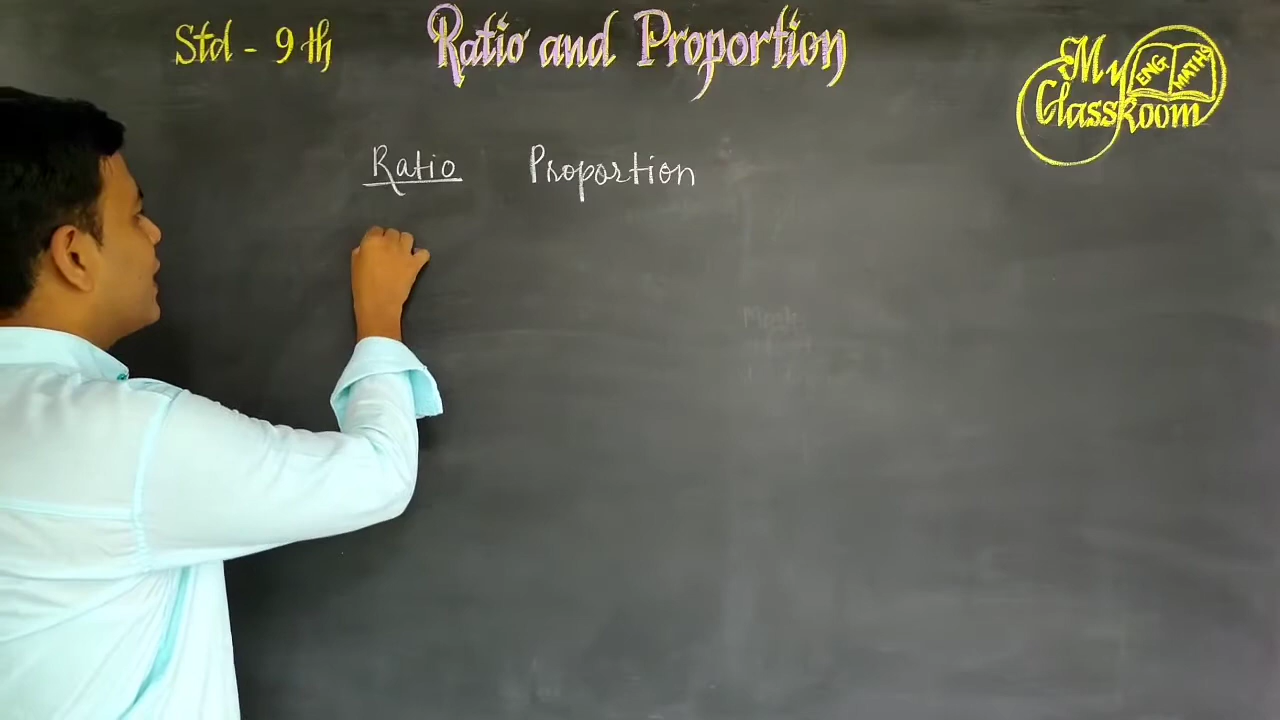 Std - 9 th
Ratio and Proportion
My
Classroom
ENG
MATHS
Ratio Proportion